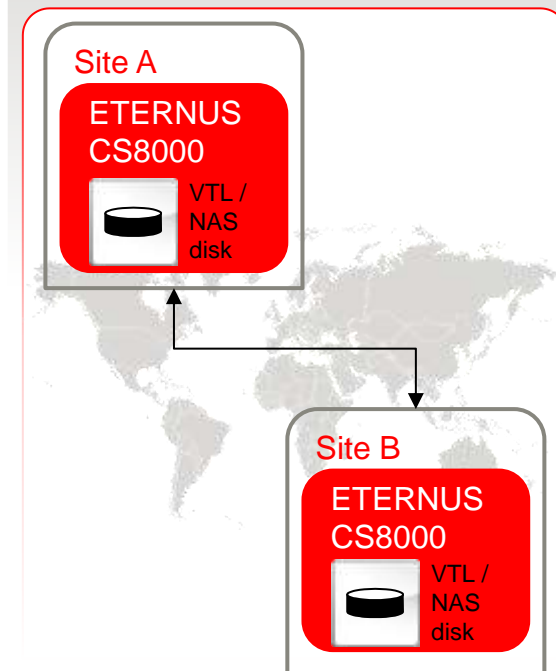 Site A
ETERNUS
CS8000
VTL /
NAS
disk
Site B
ETERNUS
CS8000
VTL /
NAS
disk